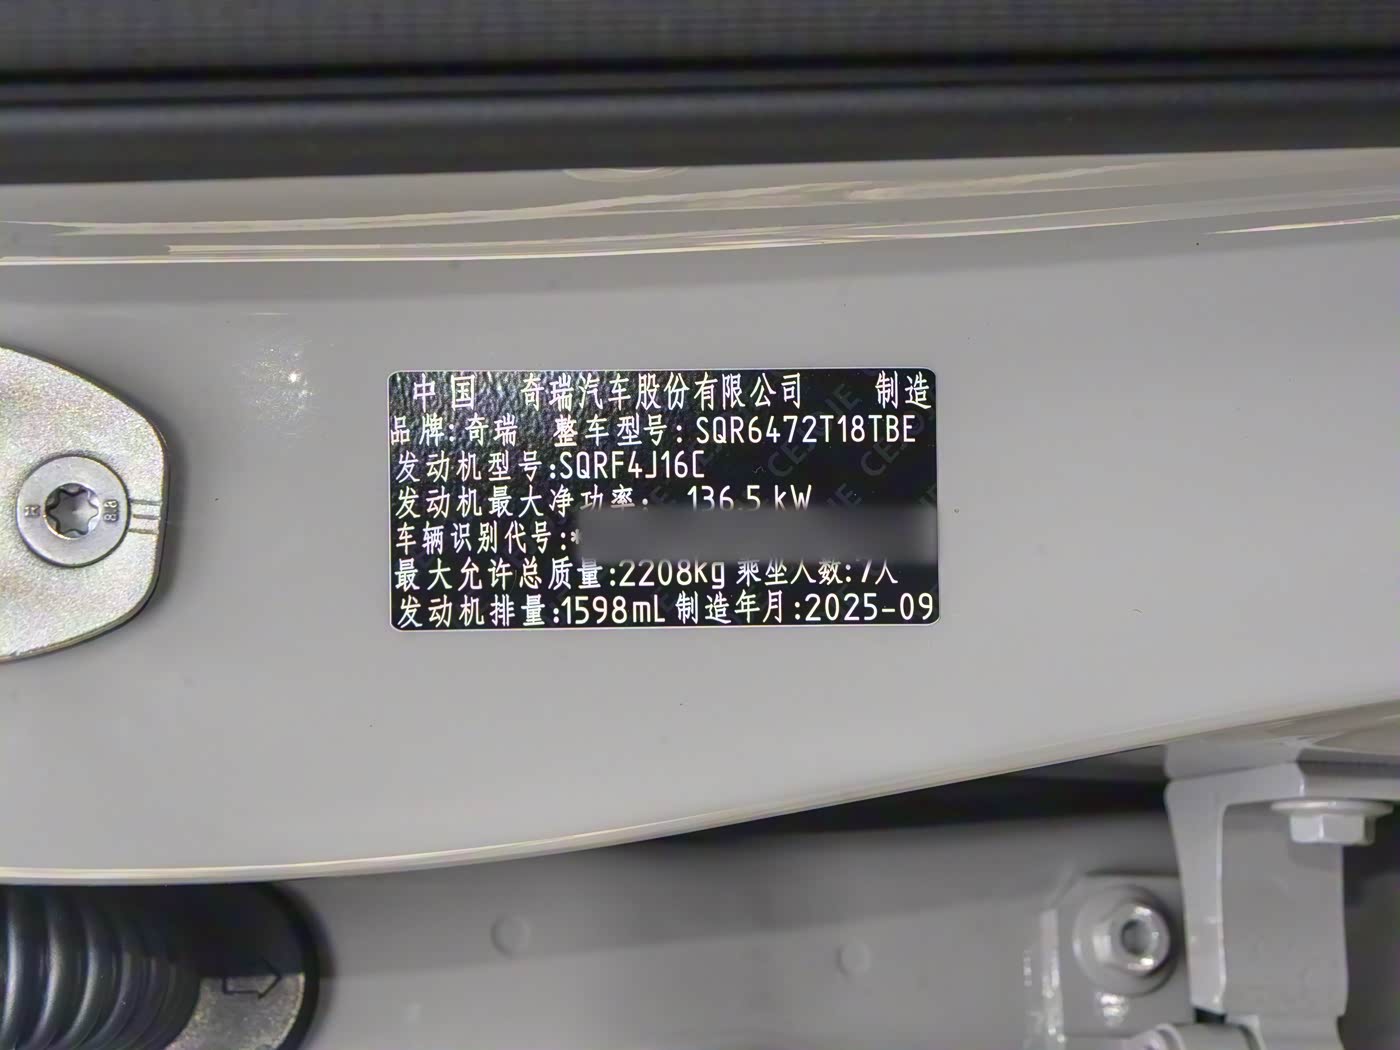 中国 奇瑞汽车股份有限公司 制造
品牌:奇瑞 整车型号:SQR6472T18TBE
发动机型号:SQRF4J16C
发动机最大净功率: 136.5 kW
车辆识别代号:*
最大允许总质量:2208kg 乘坐人数:7人
发动机排量:1598mL 制造年月:2025-09
8.8